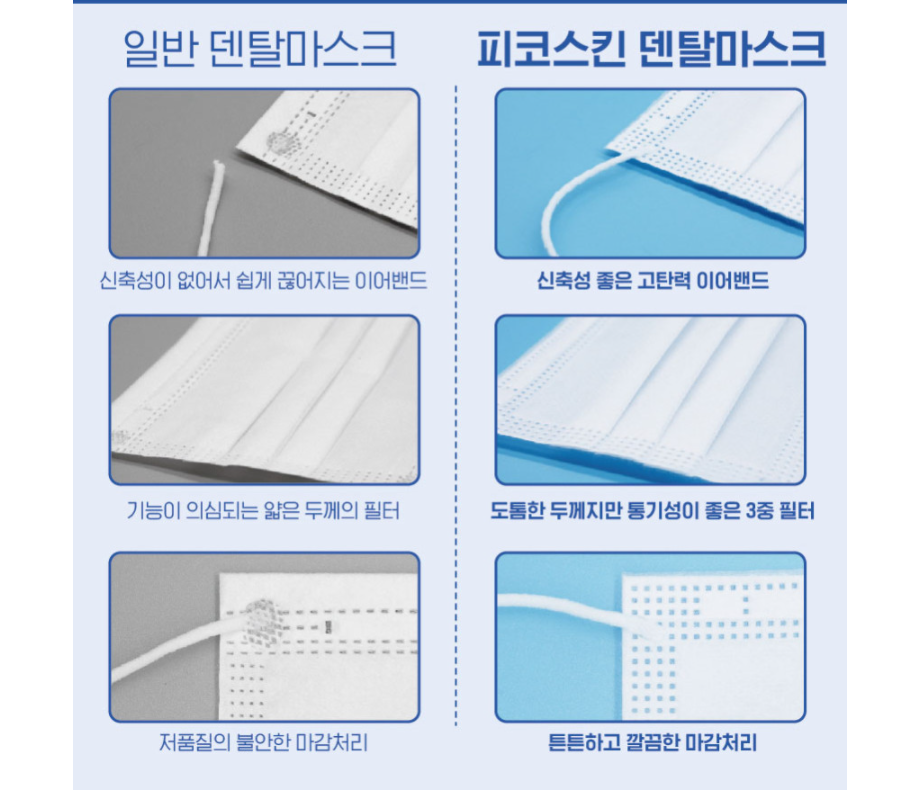 일반 덴탈마스크
피코스킨 덴탈마스크
신축성이 없어서 쉽게 끊어지는 이어밴드
신축성 좋은 고탄력 이어밴드
기능이 의심되는 얇은 두께의 필터
도톰한 두께지만 통기성이 좋은 3중 필터
저품질의 불안한 마감처리
튼튼하고 깔끔한 마감처리